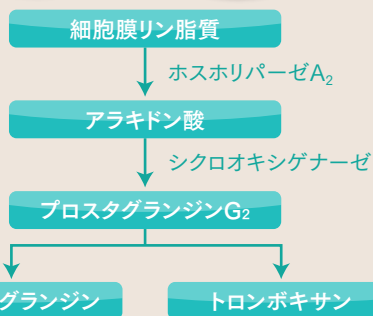 細胞膜リン脂質
ホスホリパーゼA₂
アラキドン酸
シクロオキシゲナーゼ
プロスタグランジンG₂
グランジン
トロンボキサン